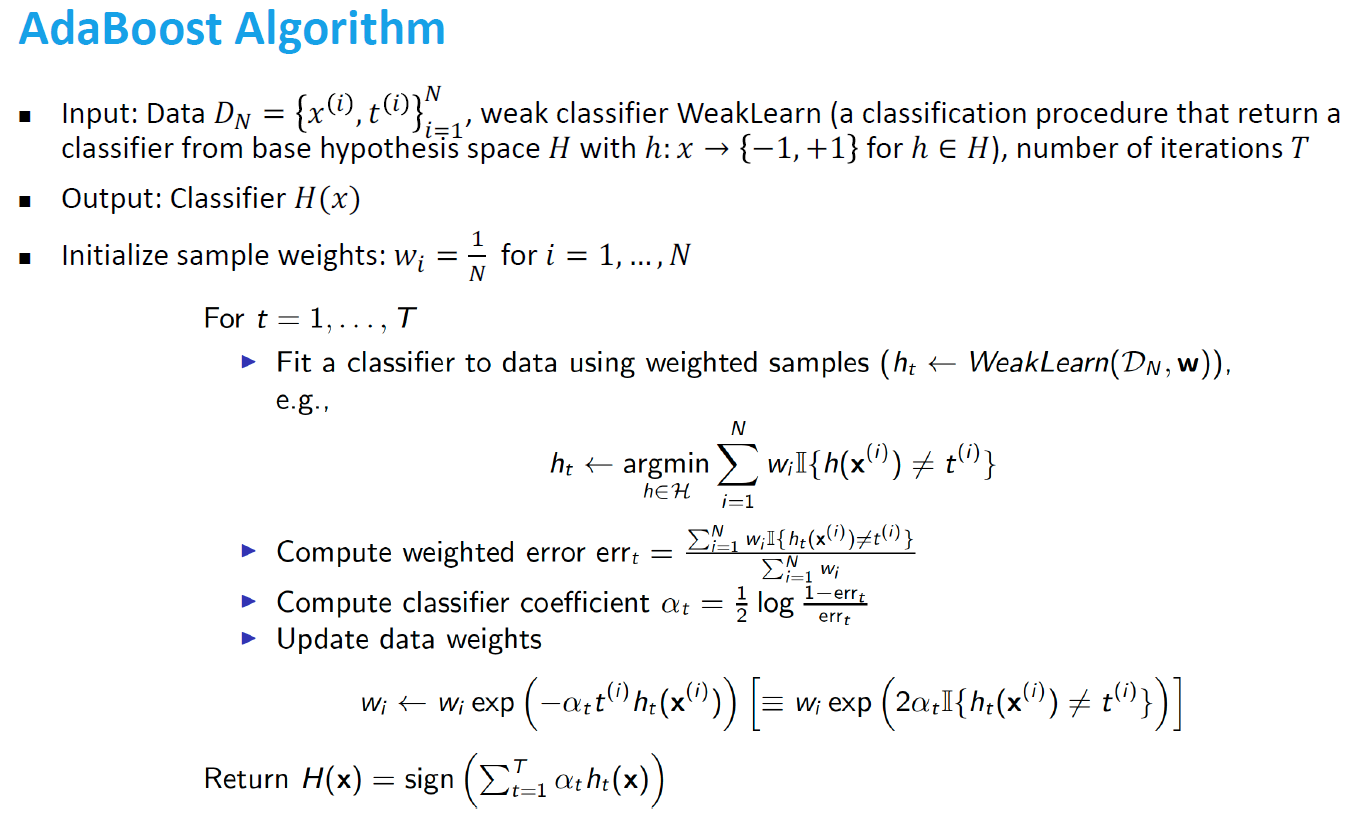 AdaBoost Algorithm
▪ Input: Data $D_N = \{x^{(i)}, t^{(i)}\}_{i=1}^{N}$, weak classifier WeakLearn (a classification procedure that return a
classifier from base hypothesis space $H$ with $h: x \rightarrow \{-1, +1\}$ for $h \in H$), number of iterations $T$
▪ Output: Classifier $H(x)$
▪ Initialize sample weights: $w_i = \frac{1}{N}$ for $i = 1, \ldots, N$
For $t = 1, \ldots, T$
▶ Fit a classifier to data using weighted samples ($h_t \leftarrow WeakLearn(\mathcal{D}_N, \mathbf{w})$),
e.g.,
$h_t \leftarrow \underset{h \in \mathcal{H}}{\text{argmin}} \sum_{i=1}^{N} w_i \mathbb{I}\{h(\mathbf{x}^{(i)}) \neq t^{(i)}\}$
▶ Compute weighted error $\text{err}_t = \frac{\sum_{i=1}^{N} w_i \mathbb{I}\{h_t(\mathbf{x}^{(i)}) \neq t^{(i)}\}}{\sum_{i=1}^{N} w_i}$
▶ Compute classifier coefficient $\alpha_t = \frac{1}{2} \log \frac{1 - \text{err}_t}{\text{err}_t}$
▶ Update data weights
$w_i \leftarrow w_i \exp\left(-\alpha_t t^{(i)} h_t(\mathbf{x}^{(i)})\right) \left[\equiv w_i \exp\left(2\alpha_t \mathbb{I}\{h_t(\mathbf{x}^{(i)}) \neq t^{(i)}\}\right)\right]$
Return $H(\mathbf{x}) = \text{sign}\left(\sum_{t=1}^{T} \alpha_t h_t(\mathbf{x})\right)$